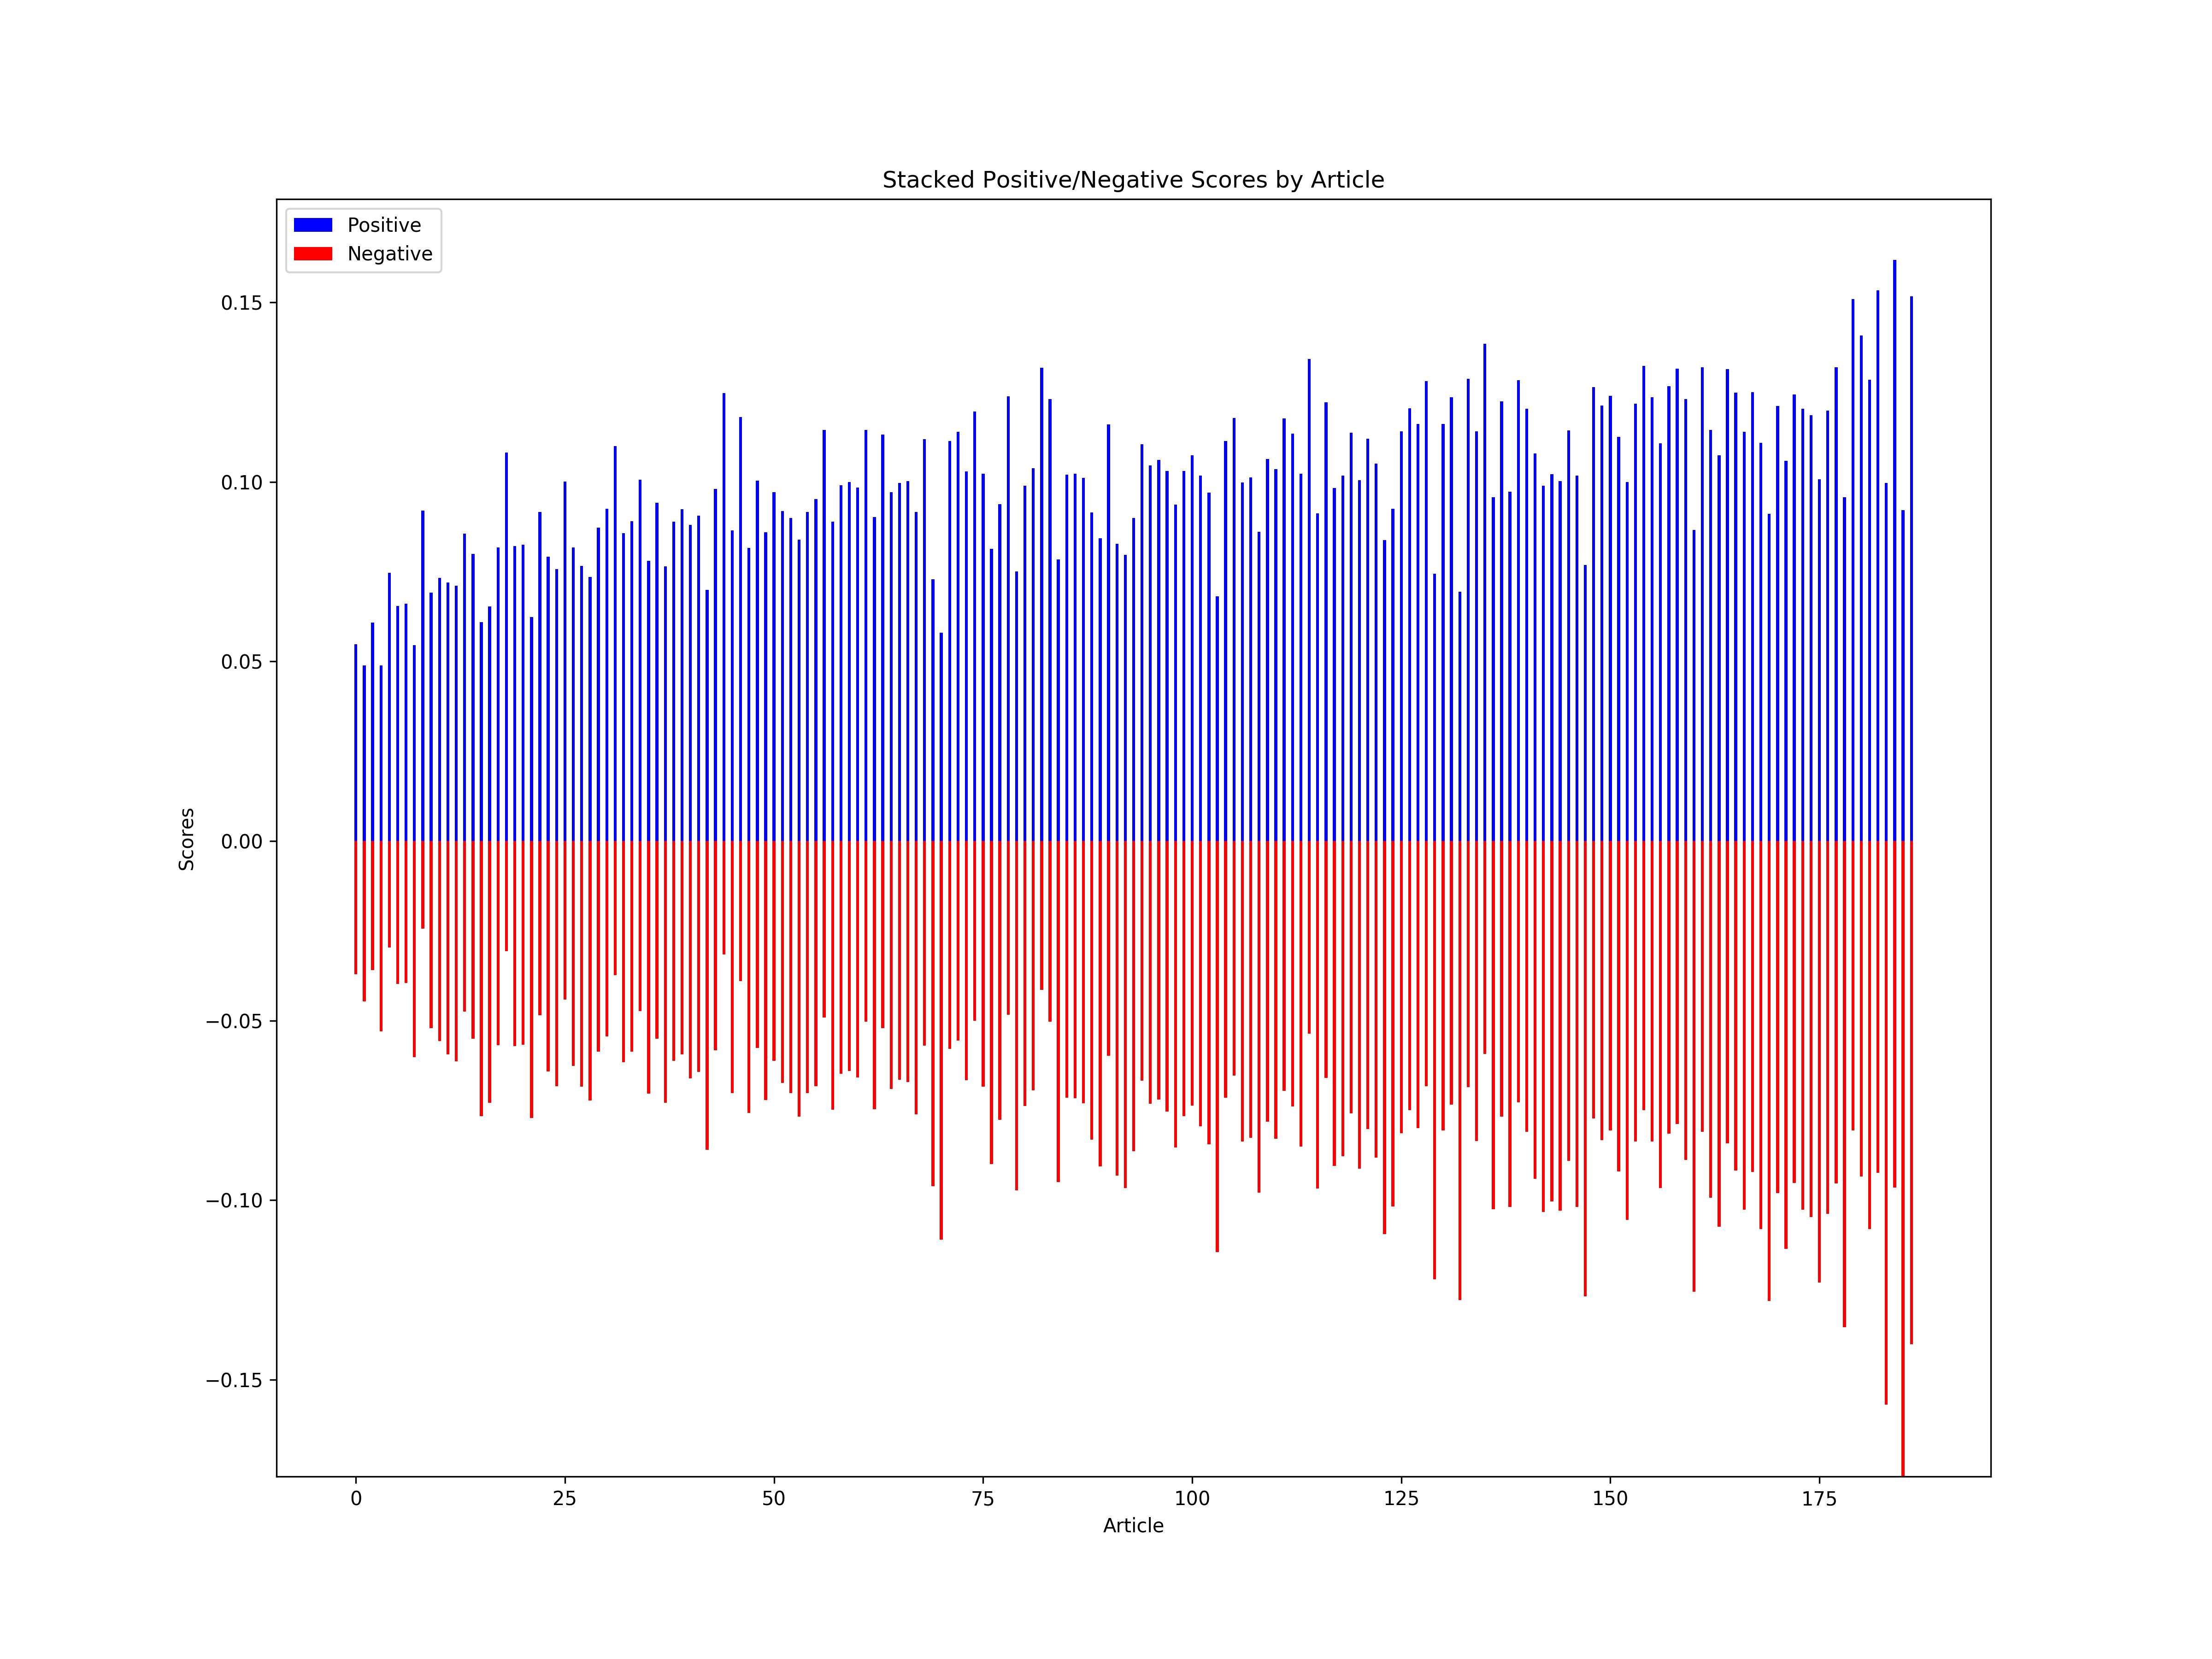 Stacked Positive/Negative Scores by Article
Positive
Negative
0.15
0.10
0.05
0.00
−0.05
−0.10
−0.15
Scores
0 25 50 75 100 125 150 175
Article